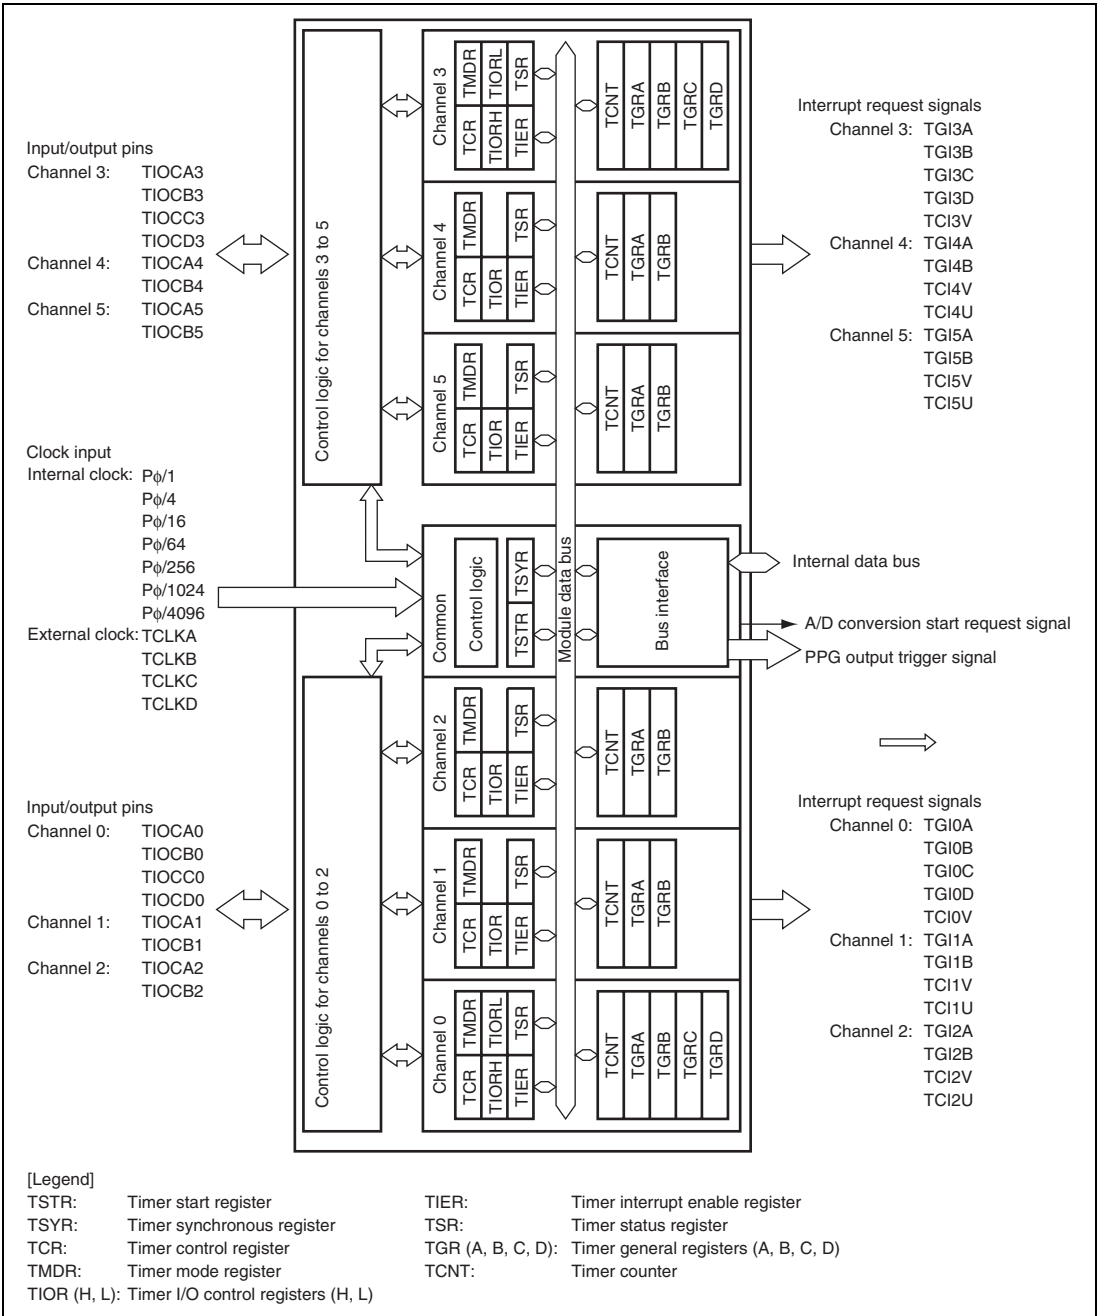 Input/output pins
Channel 3: TIOCA3
TIOCB3
TIOCC3
TIOCD3
Channel 4: TIOCA4
TIOCB4
Channel 5: TIOCA5
TIOCB5
Clock input
Internal clock: Pϕ/1
Pϕ/4
Pϕ/16
Pϕ/64
Pϕ/256
Pϕ/1024
Pϕ/4096
External clock: TCLKA
TCLKB
TCLKC
TCLKD
Input/output pins
Channel 0: TIOCA0
TIOCB0
TIOCC0
TIOCD0
Channel 1: TIOCA1
TIOCB1
Channel 2: TIOCA2
TIOCB2
Control logic for channels 3 to 5
Control logic for channels 0 to 2
Channel 3
TCR TMDR
TIORH TIORL
TIER TSR
TCNT
TGRA
TGRB
TGRC
TGRD
Channel 4
TCR TMDR
TIOR
TIER TSR
TCNT
TGRA
TGRB
Channel 5
TCR TMDR
TIOR
TIER TSR
TCNT
TGRA
TGRB
Common
Control logic
TSTR TSYR
Module data bus
Bus interface
Channel 2
TCR TMDR
TIOR
TIER TSR
TCNT
TGRA
TGRB
Channel 1
TCR TMDR
TIOR
TIER TSR
TCNT
TGRA
TGRB
Channel 0
TCR TMDR
TIORH TIORL
TIER TSR
TCNT
TGRA
TGRB
TGRC
TGRD
Interrupt request signals
Channel 3: TGI3A
TGI3B
TGI3C
TGI3D
TCI3V
Channel 4: TGI4A
TGI4B
TCI4V
TCI4U
Channel 5: TGI5A
TGI5B
TCI5V
TCI5U
Internal data bus
A/D conversion start request signal
PPG output trigger signal
Interrupt request signals
Channel 0: TGI0A
TGI0B
TGI0C
TGI0D
TCI0V
Channel 1: TGI1A
TGI1B
TCI1V
TCI1U
Channel 2: TGI2A
TGI2B
TCI2V
TCI2U
[Legend]
TSTR: Timer start register
TSYR: Timer synchronous register
TCR: Timer control register
TMDR: Timer mode register
TIOR (H, L): Timer I/O control registers (H, L)
TIER: Timer interrupt enable register
TSR: Timer status register
TGR (A, B, C, D): Timer general registers (A, B, C, D)
TCNT: Timer counter